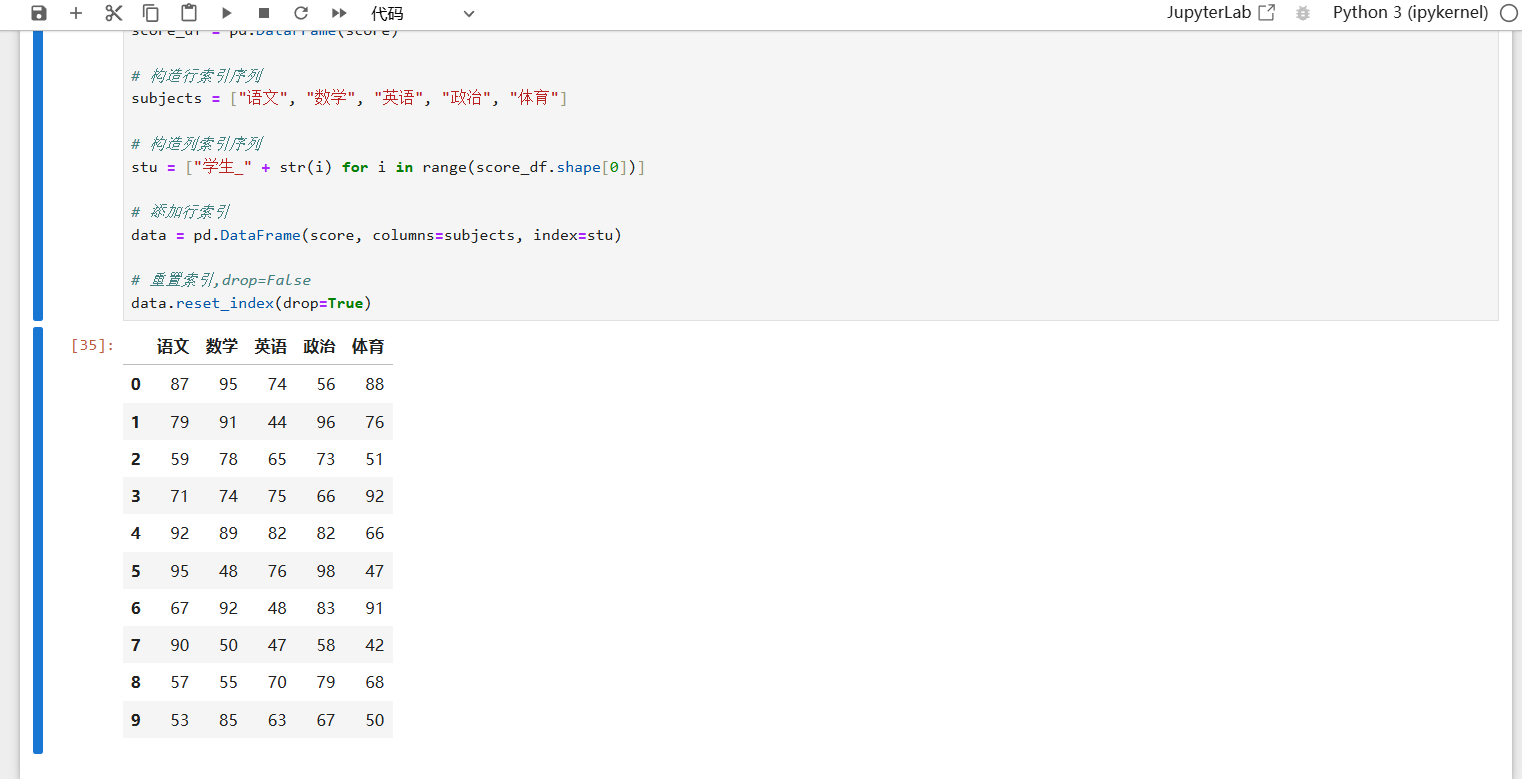 代码 JupyterLab Python 3 (ipykernel)
score_df = pd.DataFrame(score)
# 构造行索引序列
subjects = ["语文", "数学", "英语", "政治", "体育"]
# 构造列索引序列
stu = ["学生_" + str(i) for i in range(score_df.shape[0])]
# 添加行索引
data = pd.DataFrame(score, columns=subjects, index=stu)
# 重置索引,drop=False
data.reset_index(drop=True)
[35]: 语文 数学 英语 政治 体育
0 87 95 74 56 88
1 79 91 44 96 76
2 59 78 65 73 51
3 71 74 75 66 92
4 92 89 82 82 66
5 95 48 76 98 47
6 67 92 48 83 91
7 90 50 47 58 42
8 57 55 70 79 68
9 53 85 63 67 50